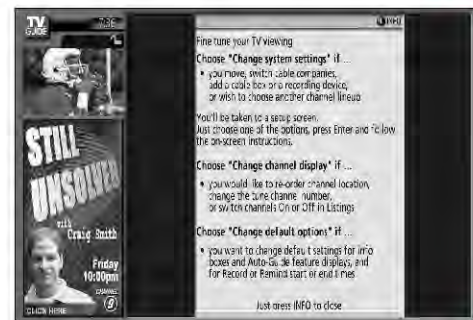 TV
GUIDE
INFO
Fine tune your TV viewing
Choose "Change system settings" if ...
• you move, switch cable companies,
add a cable box or a recording device,
or wish to choose another channel lineup
You'll be taken to a setup screen.
Just choose one of the options, press Enter and follow
the on-screen instructions.
Choose "Change channel display" if ...
• you would like to re-order channel location,
change the tune channel number,
or switch channels On or Off in Listings
Choose "Change default options" if ...
• you want to change default settings for info
boxes and Auto Guide feature displays, and
for Record or Remind start or end times
Just press INFO to close
STILL
UNSOLVED
with
Craig Smith
Friday
10:00pm
CHANNEL
9
CLICK HERE